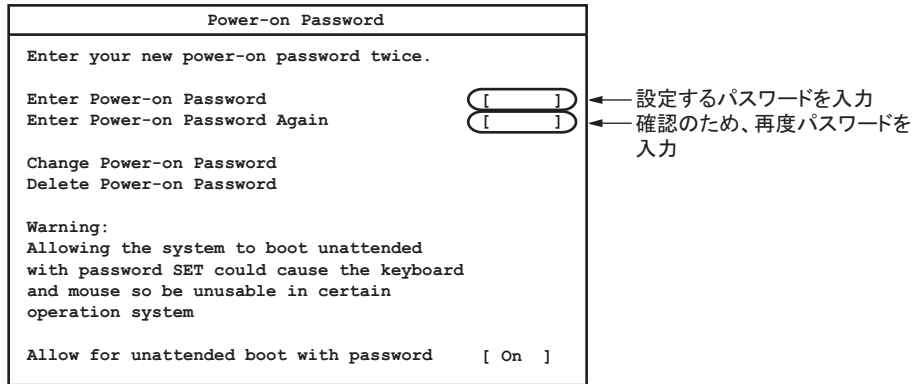 Power-on Password
Enter your new power-on password twice.
Enter Power-on Password [ ] 設定するパスワードを入力
Enter Power-on Password Again [ ] 確認のため、再度パスワードを
入力
Change Power-on Password
Delete Power-on Password
Warning:
Allowing the system to boot unattended
with password SET could cause the keyboard
and mouse so be unusable in certain
operation system
Allow for unattended boot with password [ On ]